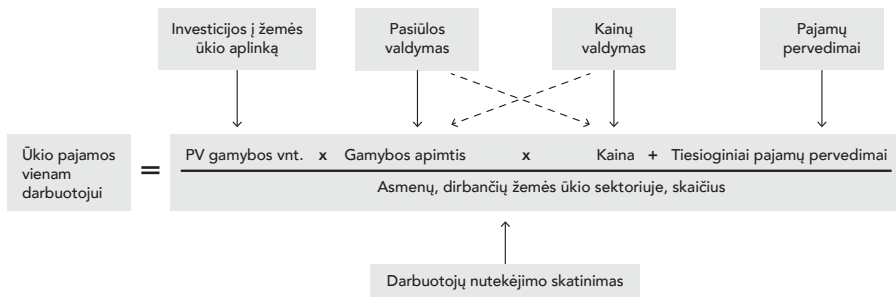 Investicijos į žemės
ūkio aplinką
Pasiūlos
valdymas
Kainų
valdymas
Pajamų
pervedimai
Ūkio pajamos
vienam
darbuotojui
=
PV gamybos vnt. x Gamybos apimtis x Kaina + Tiesioginiai pajamų pervedimai
Asmenų, dirbančių žemės ūkio sektoriuje, skaičius
Darbuotojų nutekėjimo skatinimas